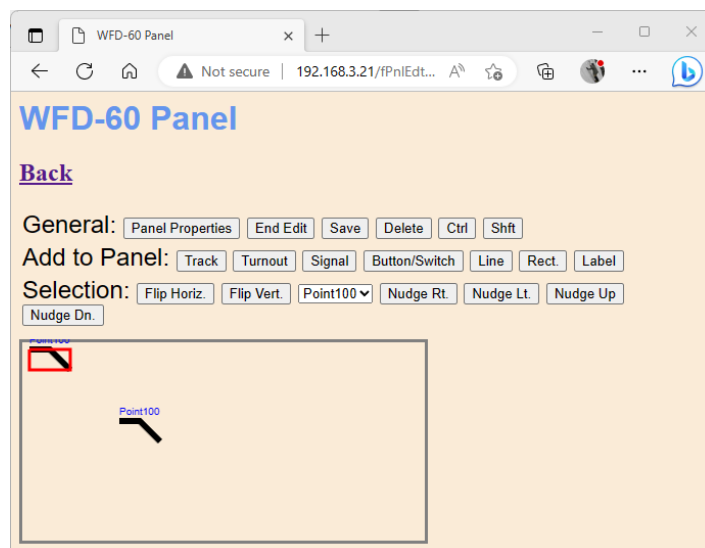 WFD-60 Panel
Not secure | 192.168.3.21/fPnlEdt...
WFD-60 Panel
Back
General: Panel Properties End Edit Save Delete Ctrl Shft
Add to Panel: Track Turnout Signal Button/Switch Line Rect. Label
Selection: Flip Horiz. Flip Vert. Point100 Nudge Rt. Nudge Lt. Nudge Up
Nudge Dn.
Point100
Point100